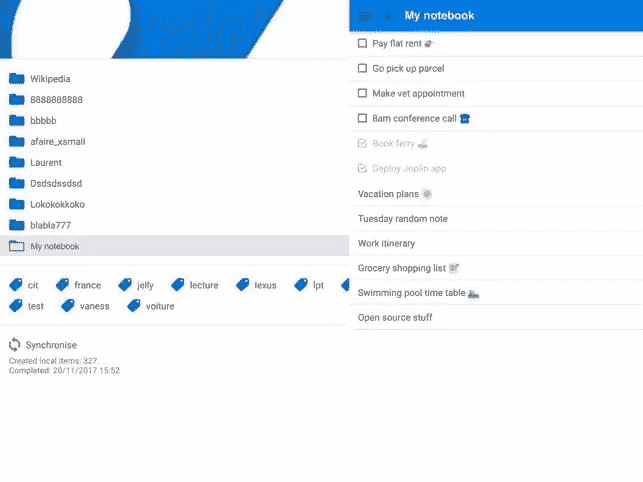 Wikipedia
8888888888
bbbbb
afaire_xsmall
Laurent
Dsdsdssdsd
Lokokokkoko
blabla777
My notebook
cit france jelly lecture lexus lpt
test vaness voiture
Synchronise
Created local items: 327.
Completed: 20/11/2017 15:52
My notebook
Pay flat rent
Go pick up parcel
Make vet appointment
8am conference call
Book ferry
Deploy Joplin app
Vacation plans
Tuesday random note
Work itinerary
Grocery shopping list
Swimming pool time table
Open source stuff